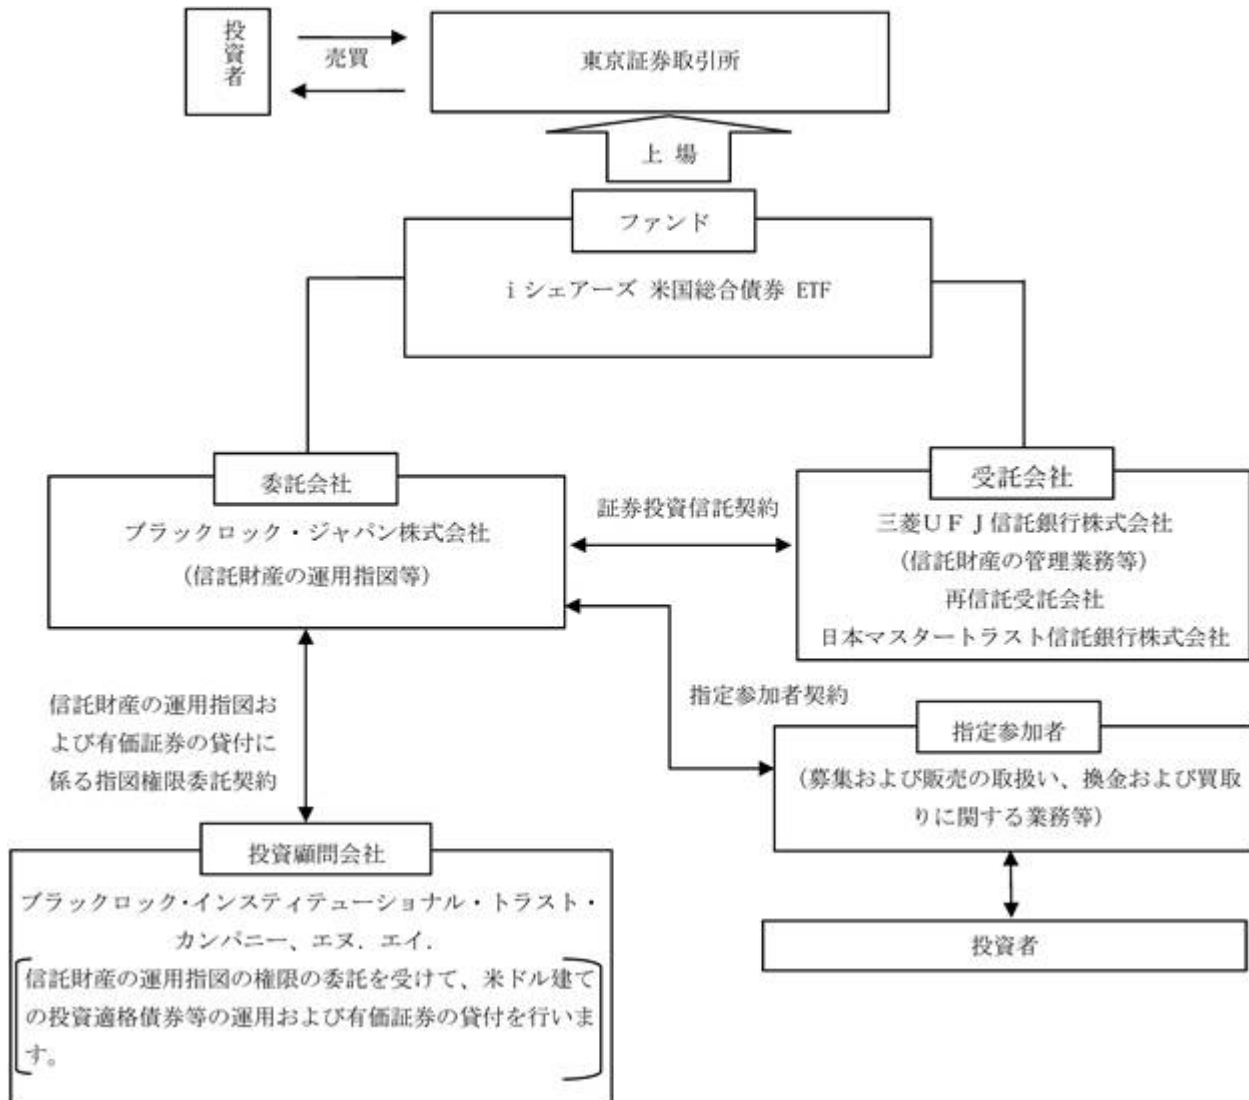 投資者
売買
東京証券取引所
上 場
ファンド
i シェアーズ 米国総合債券 ETF
委託会社
ブラックロック・ジャパン株式会社
(信託財産の運用指図等)
証券投資信託契約
受託会社
三菱UFJ信託銀行株式会社
(信託財産の管理業務等)
再信託受託会社
日本マスタートラスト信託銀行株式会社
信託財産の運用指図お
よび有価証券の貸付に
係る指図権限委託契約
指定参加者契約
指定参加者
(募集および販売の取扱い、換金および買取
りに関する業務等)
投資者
投資顧問会社
ブラックロック・インスティテューショナル・トラスト・
カンパニー、エヌ．エイ．
信託財産の運用指図の権限の委託を受けて、米ドル建て
の投資適格債券等の運用および有価証券の貸付を行いま
す。